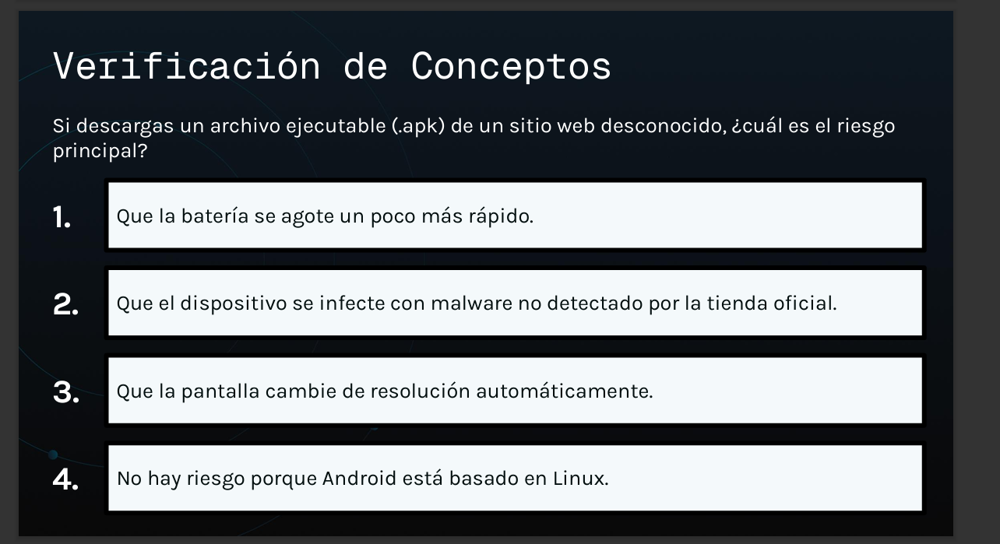 Verificación de Conceptos
Si descargas un archivo ejecutable (.apk) de un sitio web desconocido, ¿cuál es el riesgo
principal?
1. Que la batería se agote un poco más rápido.
2. Que el dispositivo se infecte con malware no detectado por la tienda oficial.
3. Que la pantalla cambie de resolución automáticamente.
4. No hay riesgo porque Android está basado en Linux.